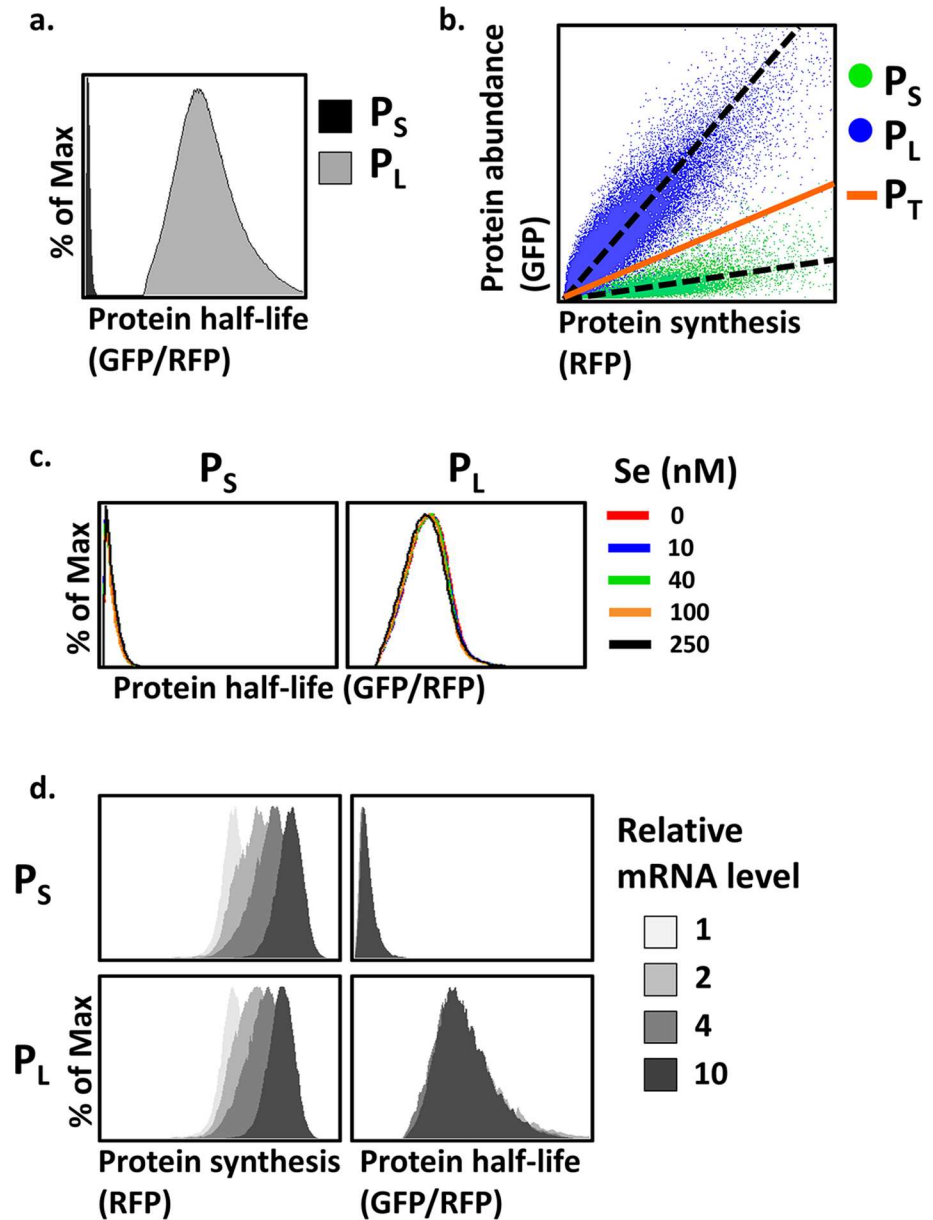 a.
% of Max
Protein half-life
(GFP/RFP)
PS
PL
b.
Protein abundance
(GFP)
Protein synthesis
(RFP)
PS
PL
PT
c.
PS
PL
% of Max
Protein half-life (GFP/RFP)
Se (nM)
0
10
40
100
250
d.
PS
PL
% of Max
Protein synthesis
(RFP)
Protein half-life
(GFP/RFP)
Relative
mRNA level
1
2
4
10